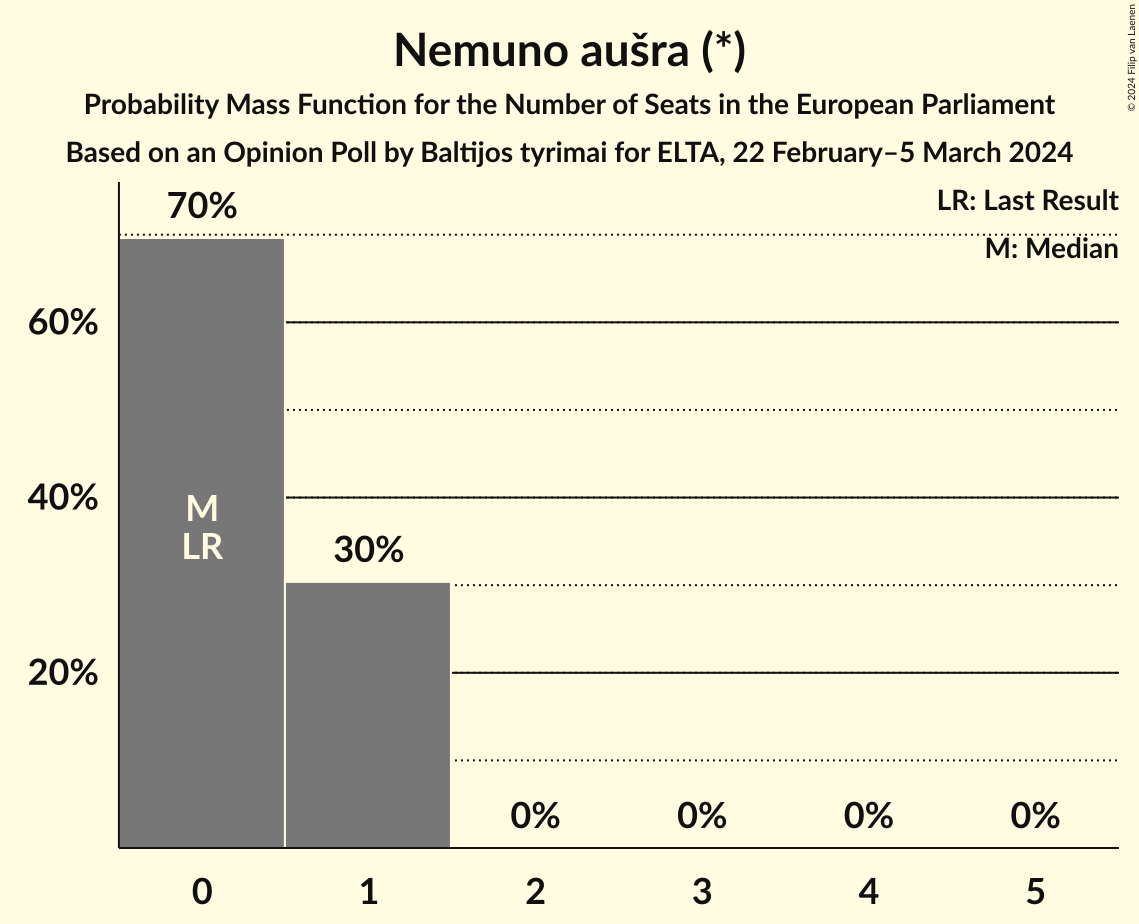 Nemuno aušra (*)
Probability Mass Function for the Number of Seats in the European Parliament
Based on an Opinion Poll by Baltijos tyrimai for ELTA, 22 February–5 March 2024
© 2024 Filip van Laenen
LR: Last Result
M: Median
70%
60%
40%
20%
M
LR
30%
0% 0% 0% 0%
0 1 2 3 4 5